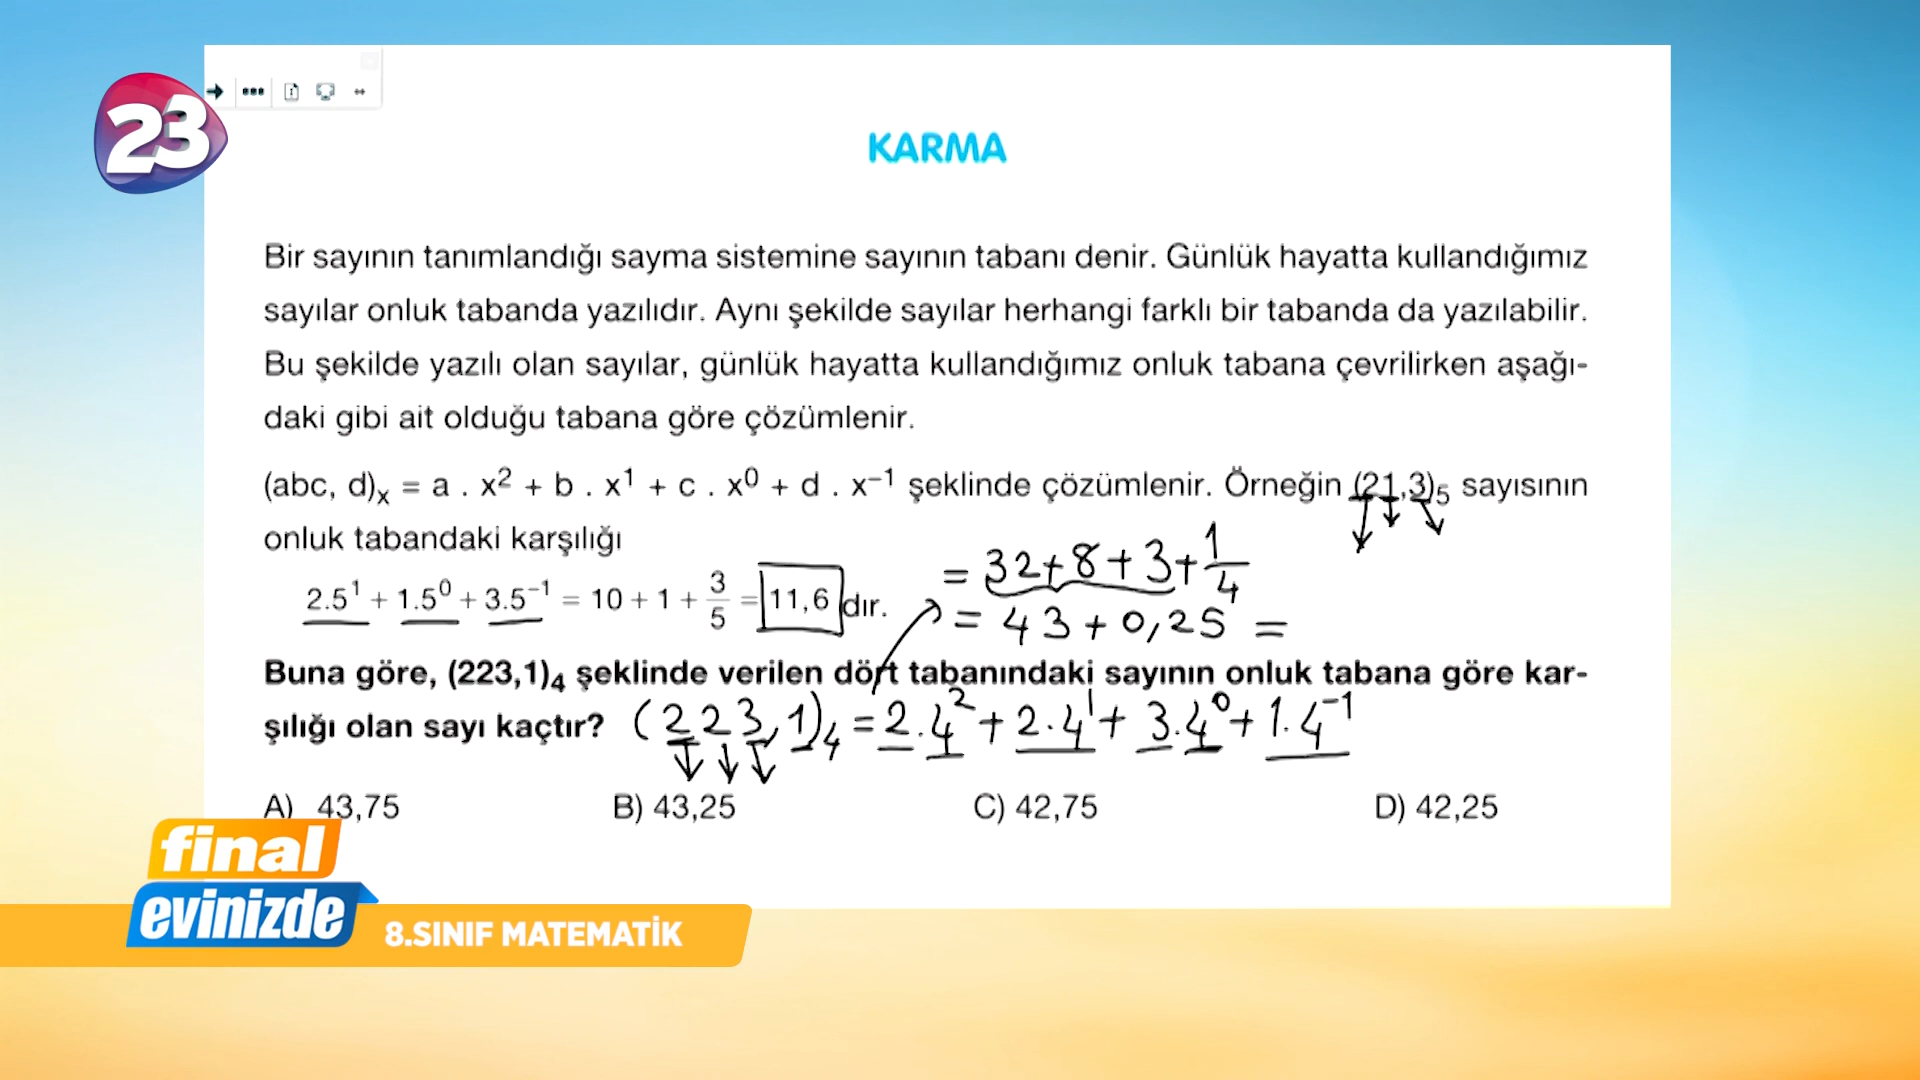 23
KARMA
Bir sayının tanımlandığı sayma sistemine sayının tabanı denir. Günlük hayatta kullandığımız
sayılar onluk tabanda yazılıdır. Aynı şekilde sayılar herhangi farklı bir tabanda da yazılabilir.
Bu şekilde yazılı olan sayılar, günlük hayatta kullandığımız onluk tabana çevrilirken aşağı-
daki gibi ait olduğu tabana göre çözümlenir.
(abc, d)ₓ = a . x² + b . x¹ + c . x⁰ + d . x⁻¹ şeklinde çözümlenir. Örneğin (21,3)₅ sayısının
onluk tabandaki karşılığı
2.5¹ + 1.5⁰ + 3.5⁻¹ = 10 + 1 + 3/5 = 11,6 dır.
= 32+8+3+1/4
= 43+0,25 =
Buna göre, (223,1)₄ şeklinde verilen dört tabanındaki sayının onluk tabana göre kar-
şılığı olan sayı kaçtır? (223,1)₄ = 2.4² + 2.4¹ + 3.4⁰ + 1.4⁻¹
A) 43,75 B) 43,25 C) 42,75 D) 42,25
final
evinizde
8.SINIF MATEMATİK